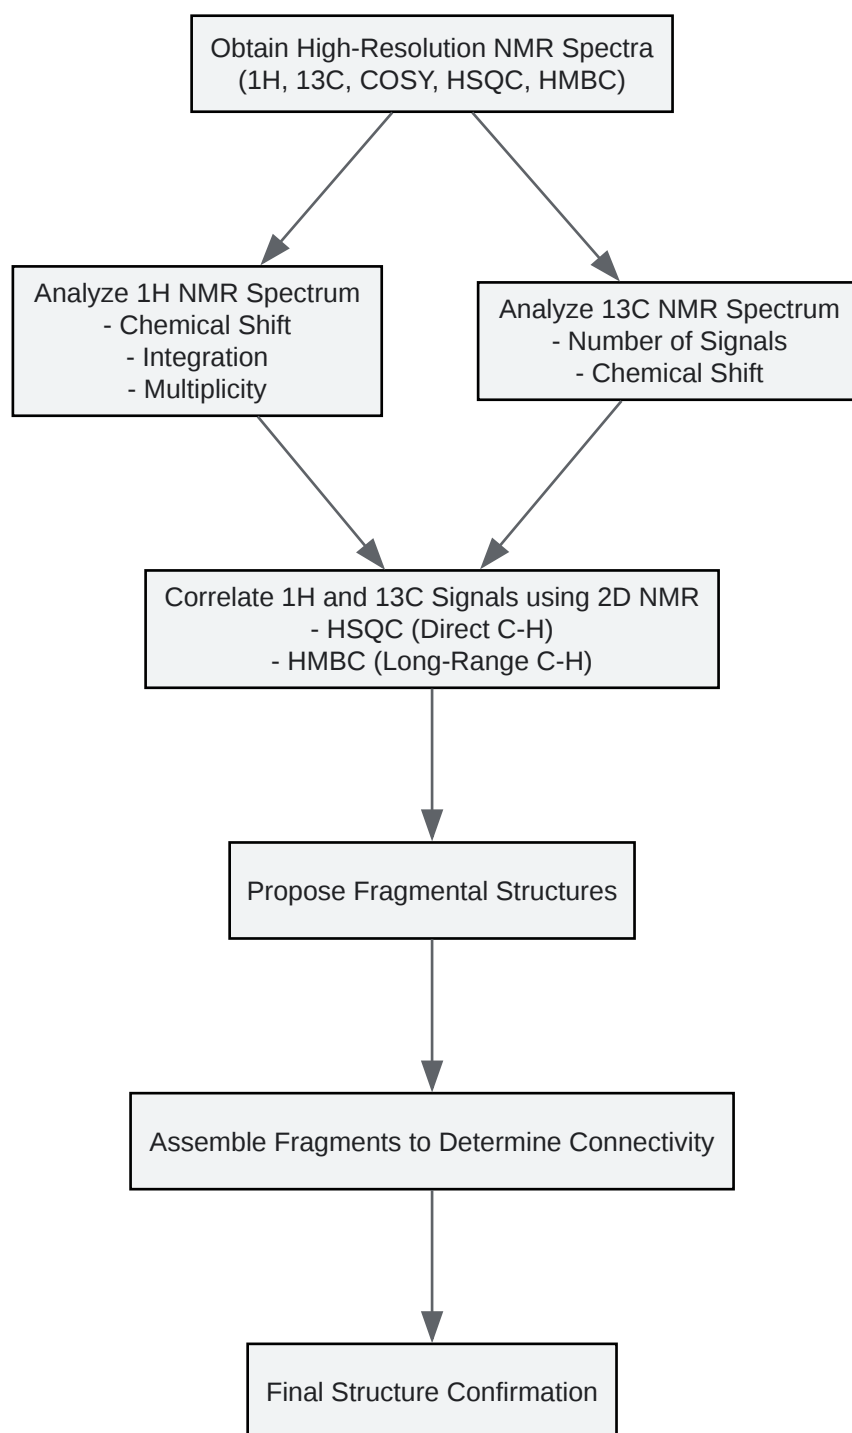 Obtain High-Resolution NMR Spectra
(1H, 13C, COSY, HSQC, HMBC)
Analyze 1H NMR Spectrum
- Chemical Shift
- Integration
- Multiplicity
Analyze 13C NMR Spectrum
- Number of Signals
- Chemical Shift
Correlate 1H and 13C Signals using 2D NMR
- HSQC (Direct C-H)
- HMBC (Long-Range C-H)
Propose Fragmental Structures
Assemble Fragments to Determine Connectivity
Final Structure Confirmation